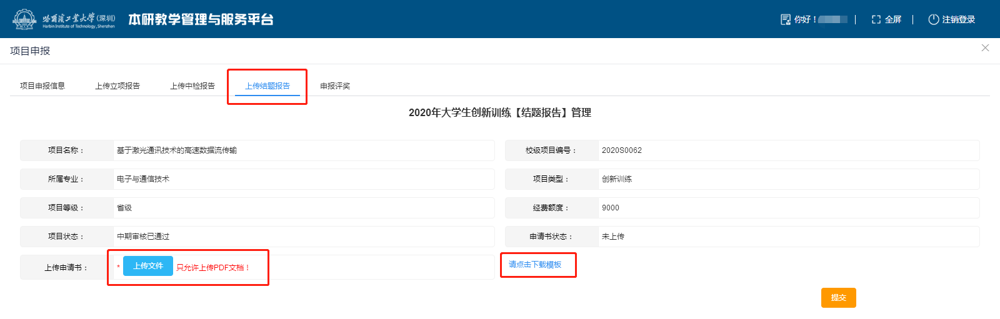 哈尔滨工业大学(深圳)
Harbin Institute of Technology, Shenzhen
本研教学管理与服务平台
你好！
全屏
注销登录
项目申报
项目申报信息
上传立项报告
上传中检报告
上传结题报告
申报评奖
2020年大学生创新训练【结题报告】管理
项目名称： 基于激光通讯技术的高速数据流传输
校级项目编号： 2020S0062
所属专业： 电子与通信技术
项目类型： 创新训练
项目等级： 省级
经费额度： 9000
项目状态： 中期审核已通过
申请书状态： 未上传
上传申请书： * 上传文件 只允许上传PDF文档！
请点击下载模板
提交